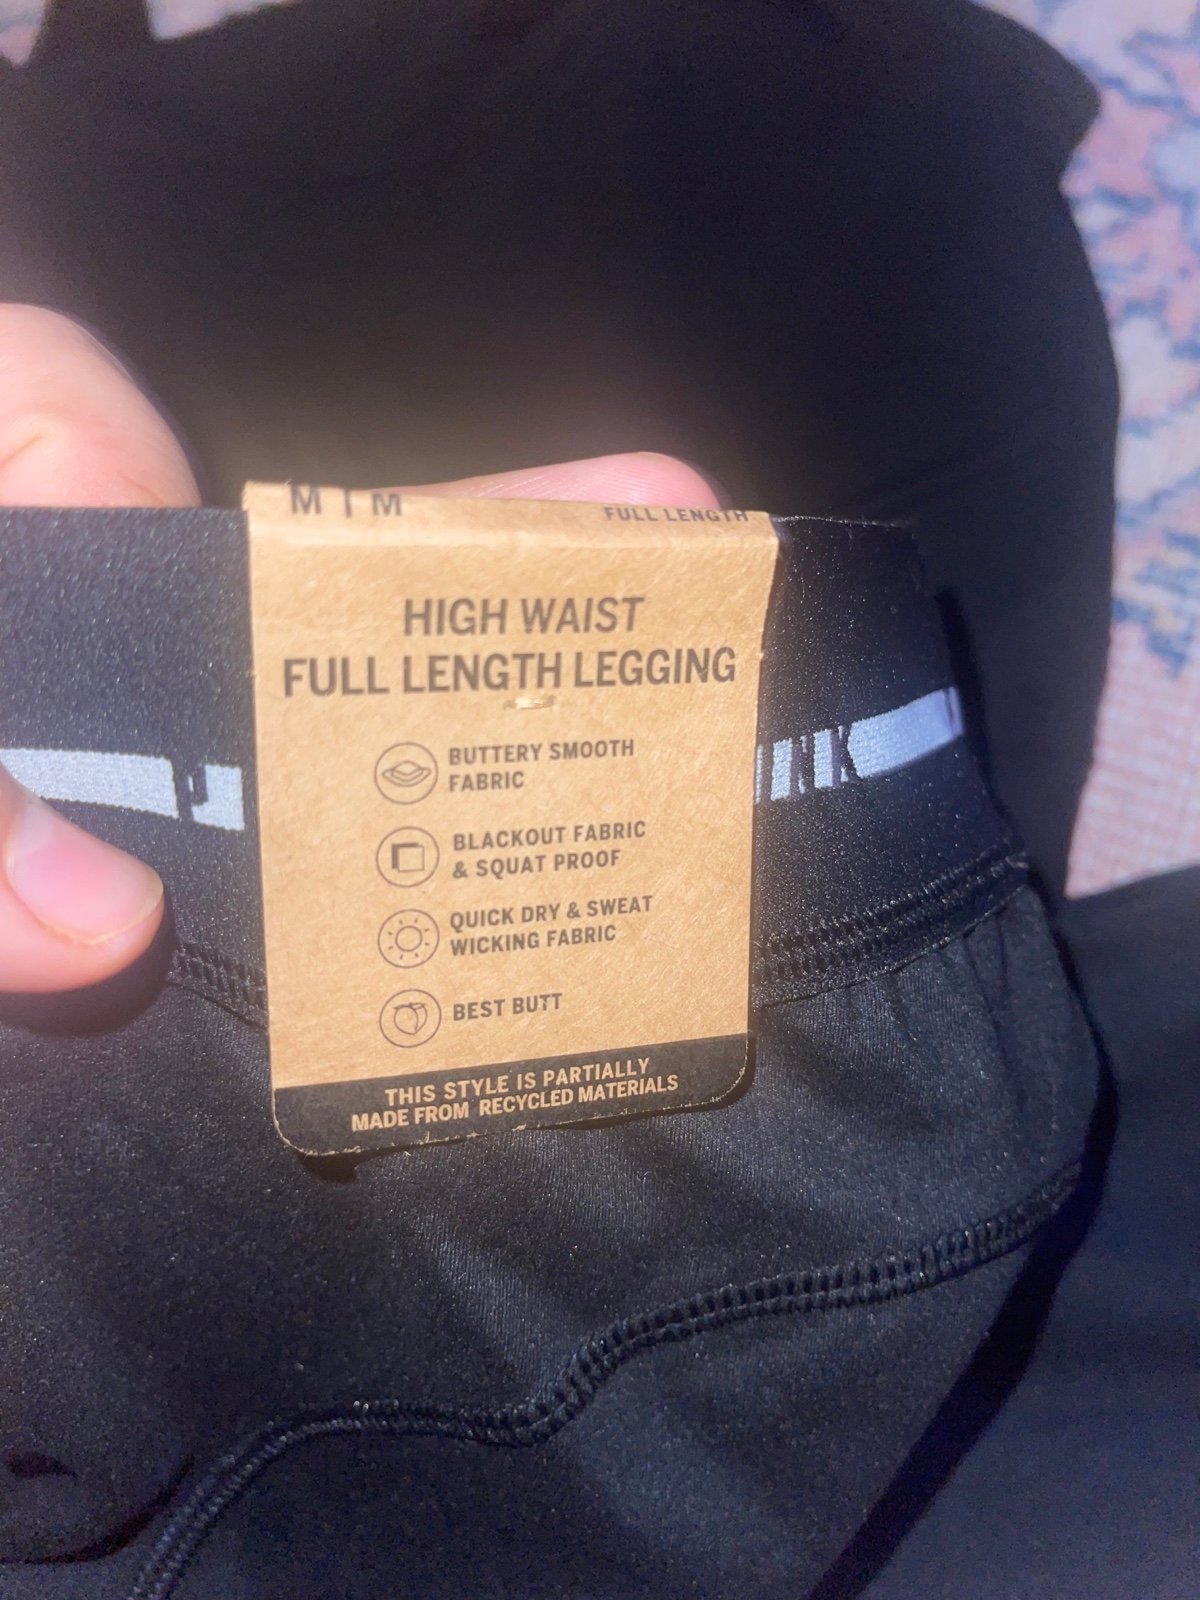 M | M
FULL LENGTH
HIGH WAIST
FULL LENGTH LEGGING
BUTTERY SMOOTH
FABRIC
BLACKOUT FABRIC
& SQUAT PROOF
QUICK DRY & SWEAT
WICKING FABRIC
BEST BUTT
THIS STYLE IS PARTIALLY
MADE FROM RECYCLED MATERIALS